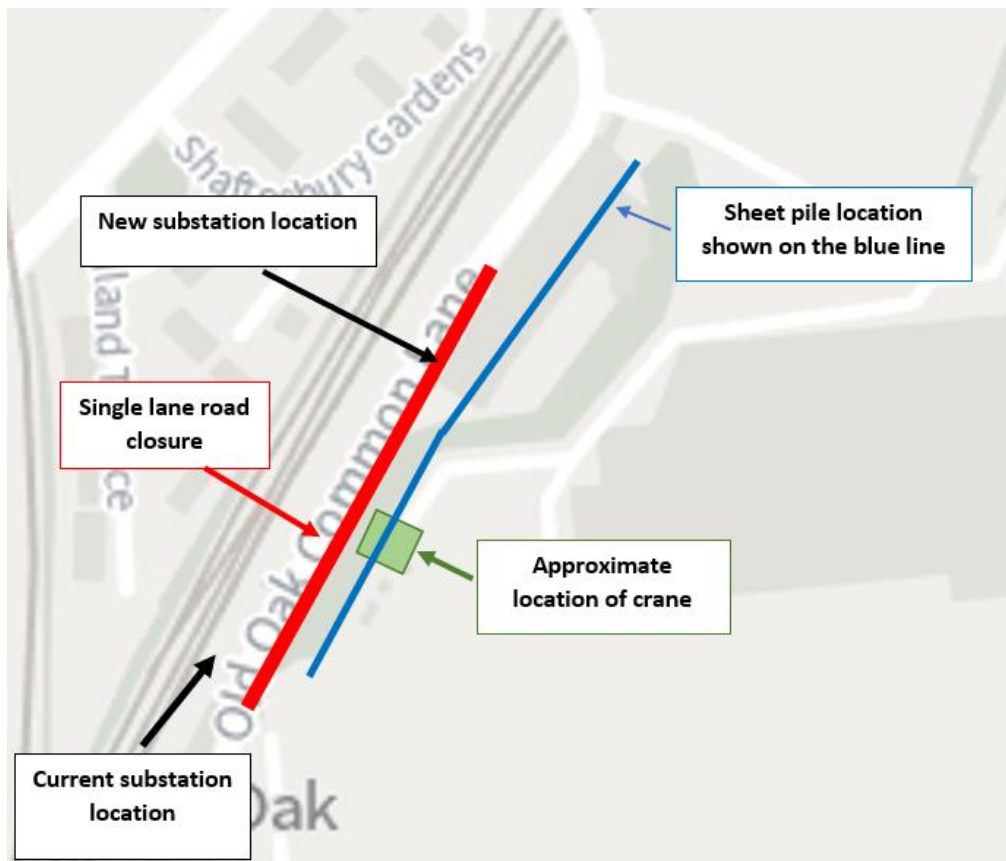 Shaftesbury Gardens
New substation location
Sheet pile location
shown on the blue line
Single lane road
closure
Old Oak Common Lane
Approximate
location of crane
Current substation
location
Oak